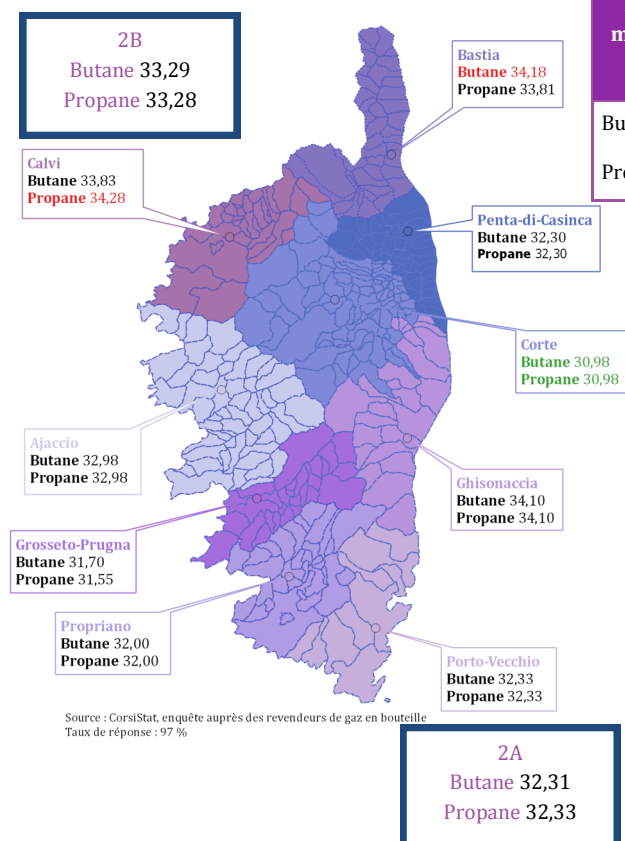 2B
Butane 33,29
Propane 33,28
Bastia
Butane 34,18
Propane 33,81
Calvi
Butane 33,83
Propane 34,28
Penta-di-Casinca
Butane 32,30
Propane 32,30
Corte
Butane 30,98
Propane 30,98
Ajaccio
Butane 32,98
Propane 32,98
Ghisonaccia
Butane 34,10
Propane 34,10
Grosseto-Prugna
Butane 31,70
Propane 31,55
Propriano
Butane 32,00
Propane 32,00
Porto-Vecchio
Butane 32,33
Propane 32,33
Source : CorsiStat, enquête auprès des revendeurs de gaz en bouteille
Taux de réponse : 97 %
2A
Butane 32,31
Propane 32,33